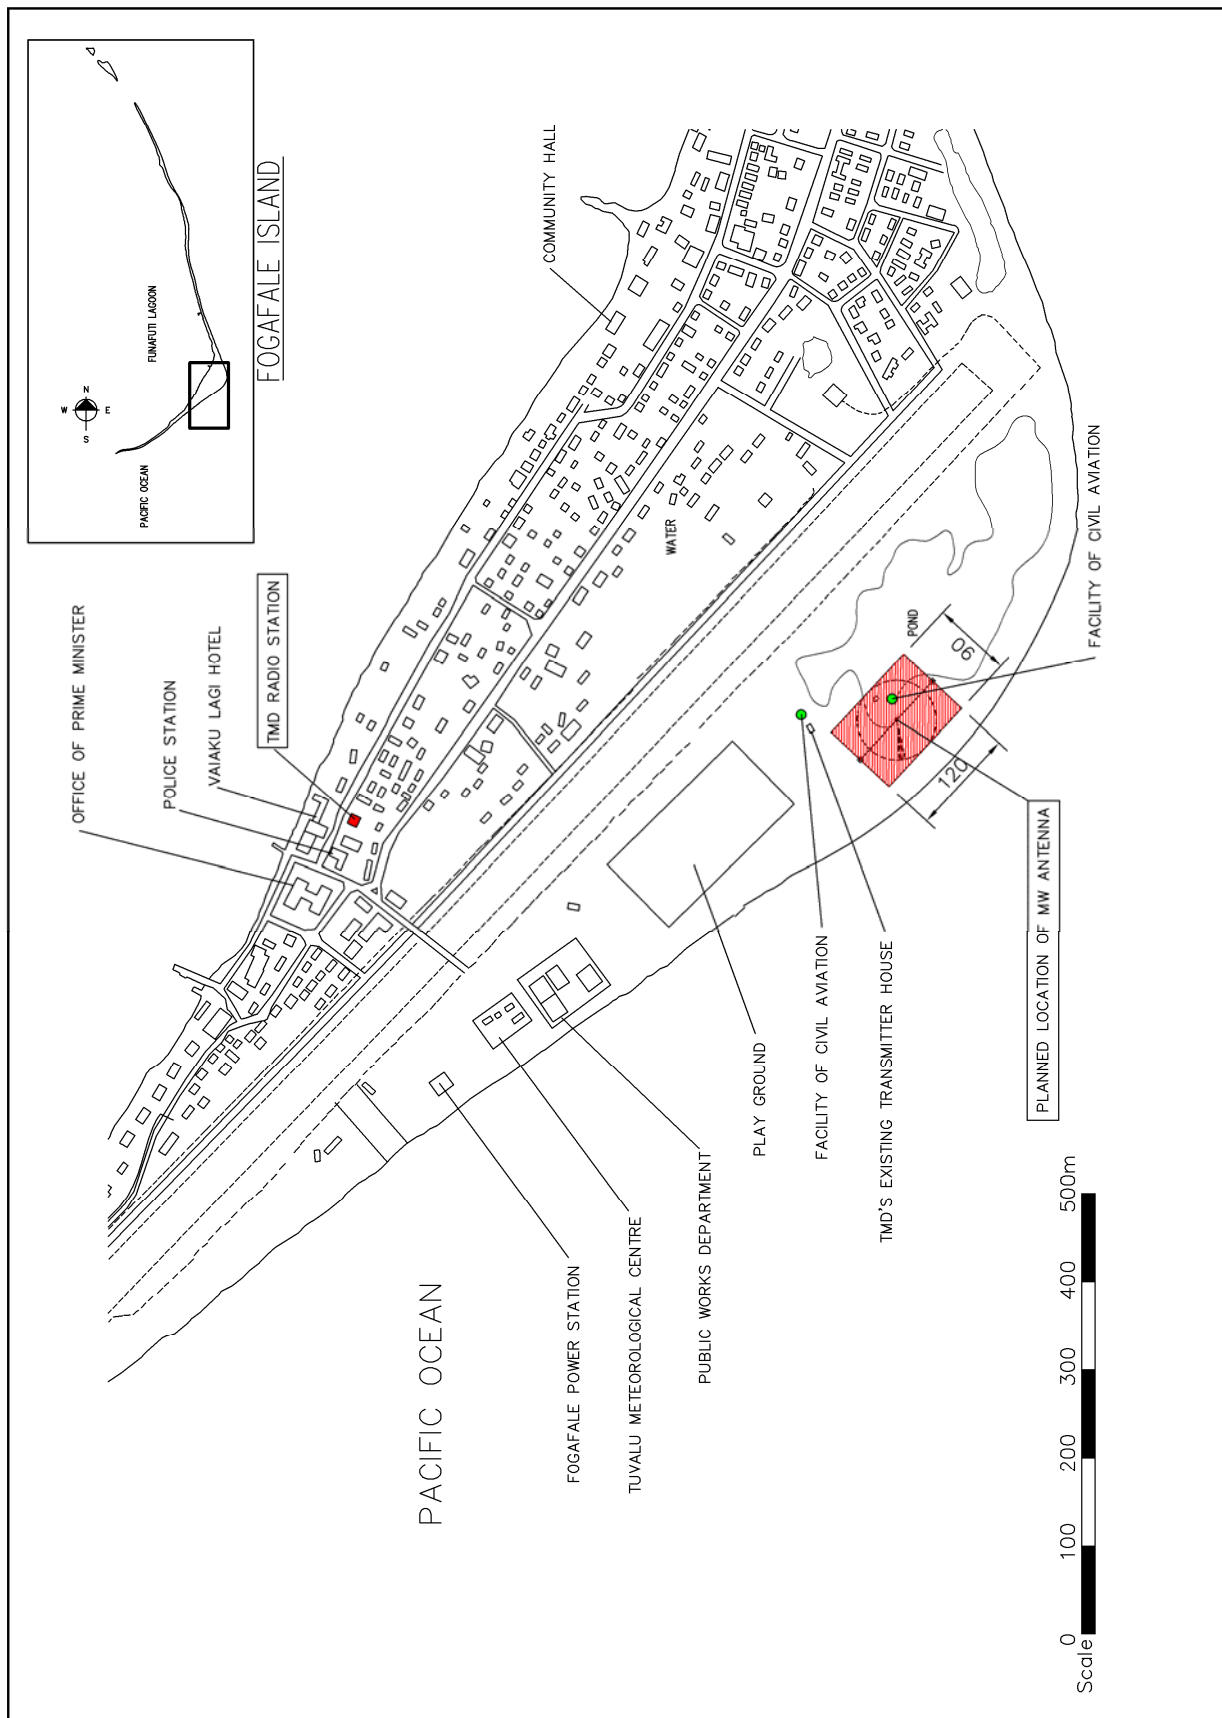 N
W
E
S
FUNAFUTI LAGOON
PACIFIC OCEAN
FOGAFALE ISLAND
COMMUNITY HALL
OFFICE OF PRIME MINISTER
POLICE STATION
VAIAKU LAGI HOTEL
TMD RADIO STATION
WATER
POND
90
120
FACILITY OF CIVIL AVIATION
PLANNED LOCATION OF MW ANTENNA
TMD'S EXISTING TRANSMITTER HOUSE
FACILITY OF CIVIL AVIATION
PLAY GROUND
PUBLIC WORKS DEPARTMENT
TUVALU METEOROLOGICAL CENTRE
FOGAFALE POWER STATION
PACIFIC OCEAN
Scale
0 100 200 300 400 500m